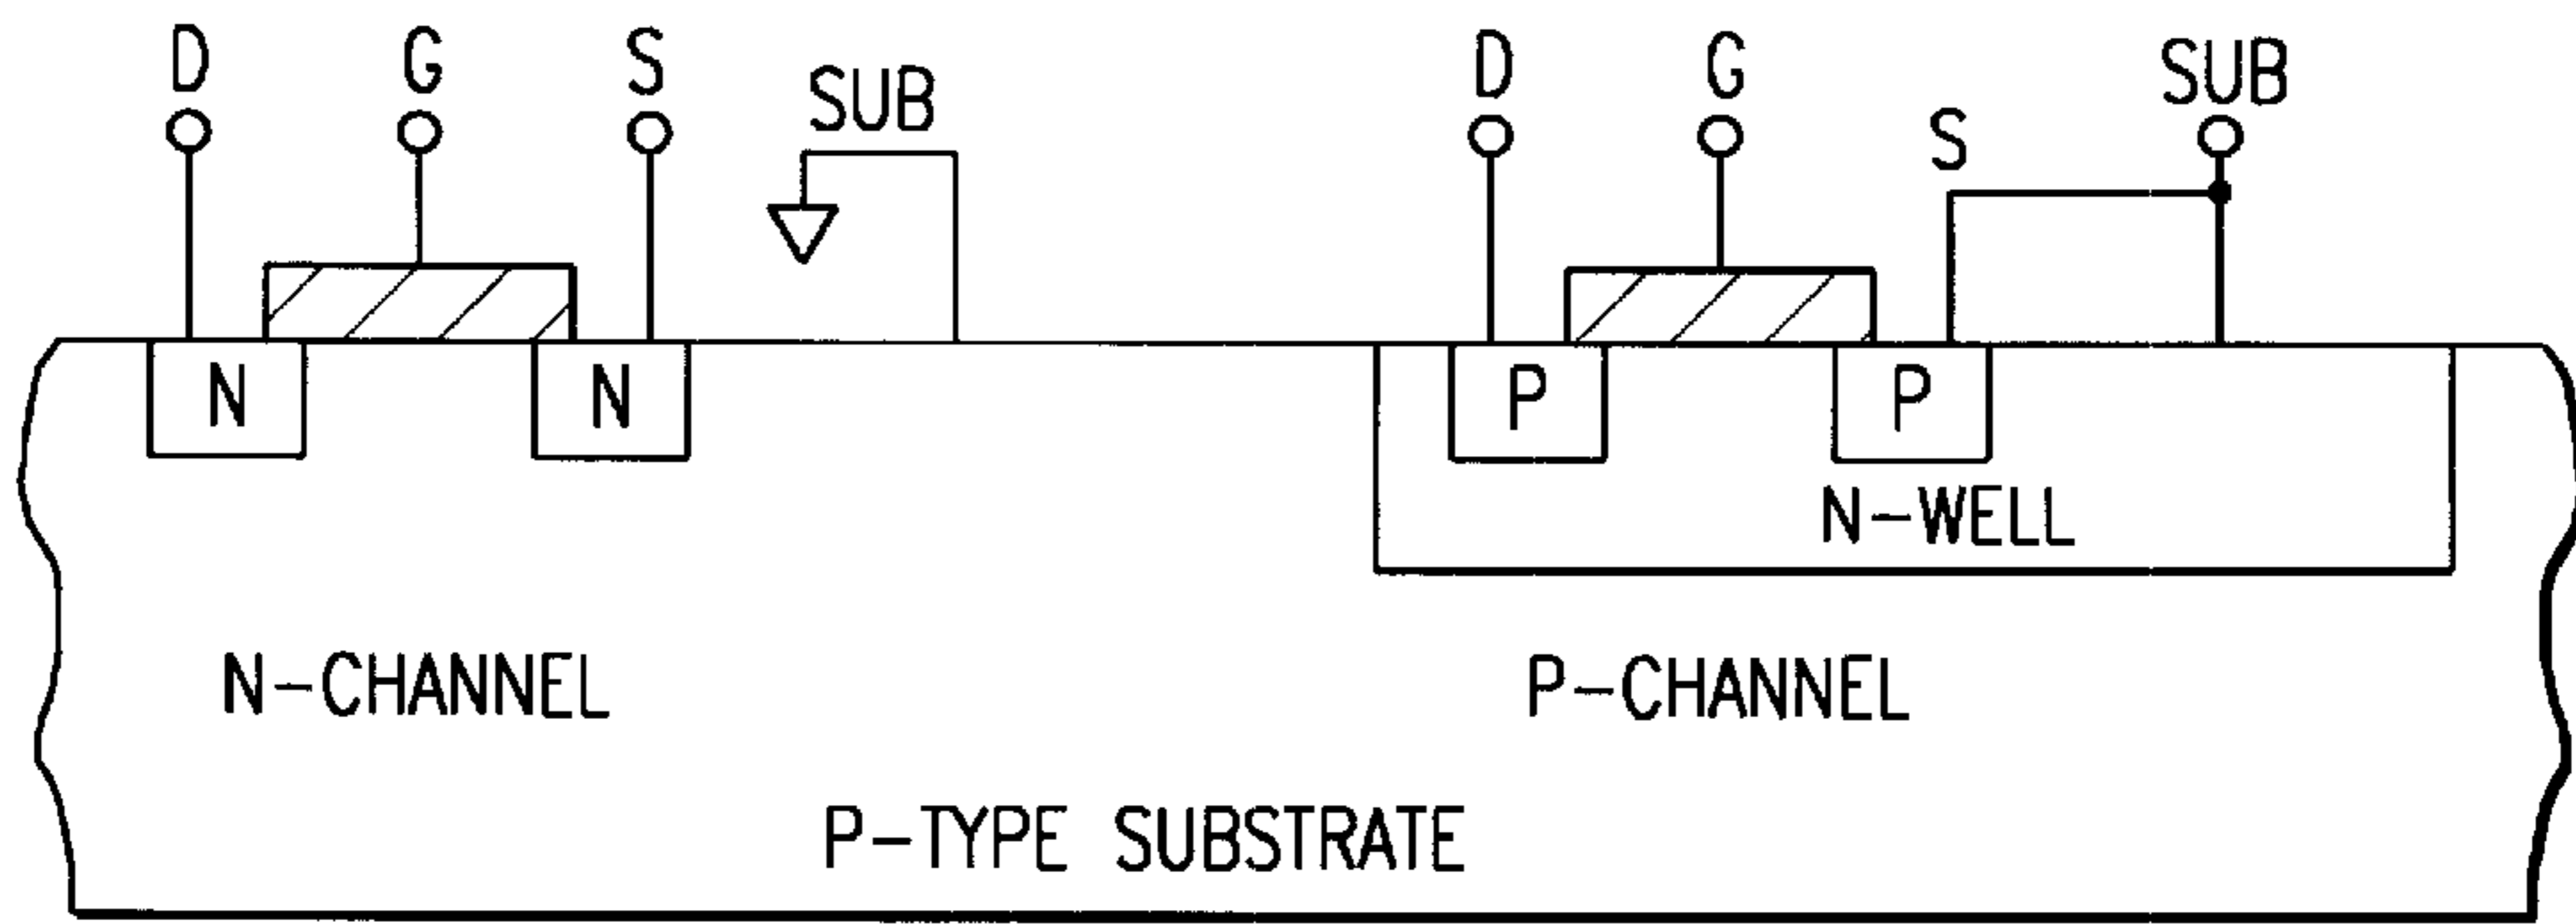 D G S SUB D G S SUB
N N P P
N-WELL
N-CHANNEL P-CHANNEL
P-TYPE SUBSTRATE